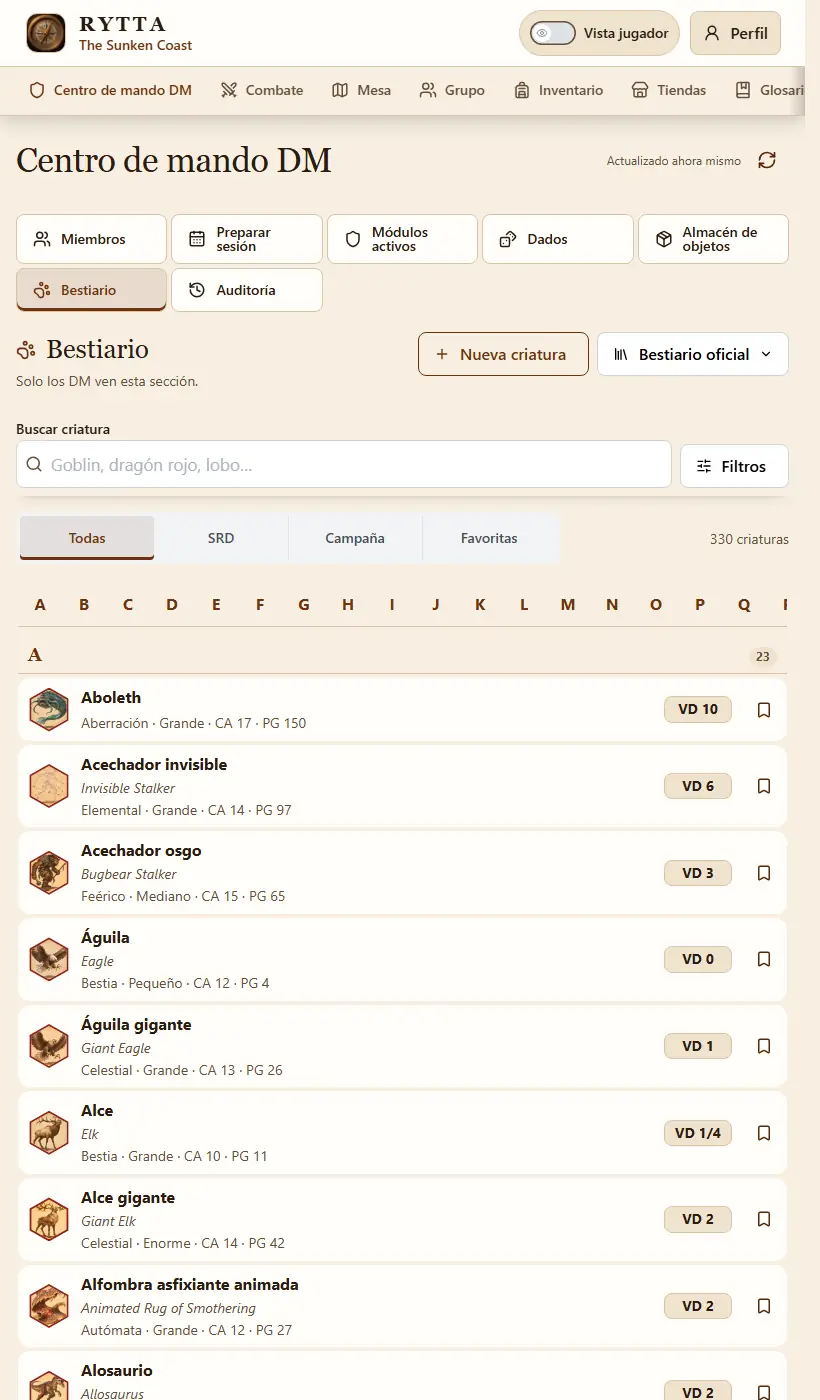 RYTTA
The Sunken Coast
Vista jugador
Perfil
Centro de mando DM
Combate
Mesa
Grupo
Inventario
Tiendas
Glosari
Centro de mando DM
Actualizado ahora mismo
Miembros
Preparar
sesión
Módulos
activos
Dados
Almacén de
objetos
Bestiario
Auditoría
Bestiario
Solo los DM ven esta sección.
Nueva criatura
Bestiario oficial
Buscar criatura
Goblin, dragón rojo, lobo...
Filtros
Todas
SRD
Campaña
Favoritas
330 criaturas
A B C D E F G H I J K L M N O P Q
A
23
Aboleth
Aberración · Grande · CA 17 · PG 150
VD 10
Acechador invisible
Invisible Stalker
Elemental · Grande · CA 14 · PG 97
VD 6
Acechador osgo
Bugbear Stalker
Feérico · Mediano · CA 15 · PG 65
VD 3
Águila
Eagle
Bestia · Pequeño · CA 12 · PG 4
VD 0
Águila gigante
Giant Eagle
Celestial · Grande · CA 13 · PG 26
VD 1
Alce
Elk
Bestia · Grande · CA 10 · PG 11
VD 1/4
Alce gigante
Giant Elk
Celestial · Enorme · CA 14 · PG 42
VD 2
Alfombra asfixiante animada
Animated Rug of Smothering
Autómata · Grande · CA 12 · PG 27
VD 2
Alosaurio
Allosaurus
VD 2